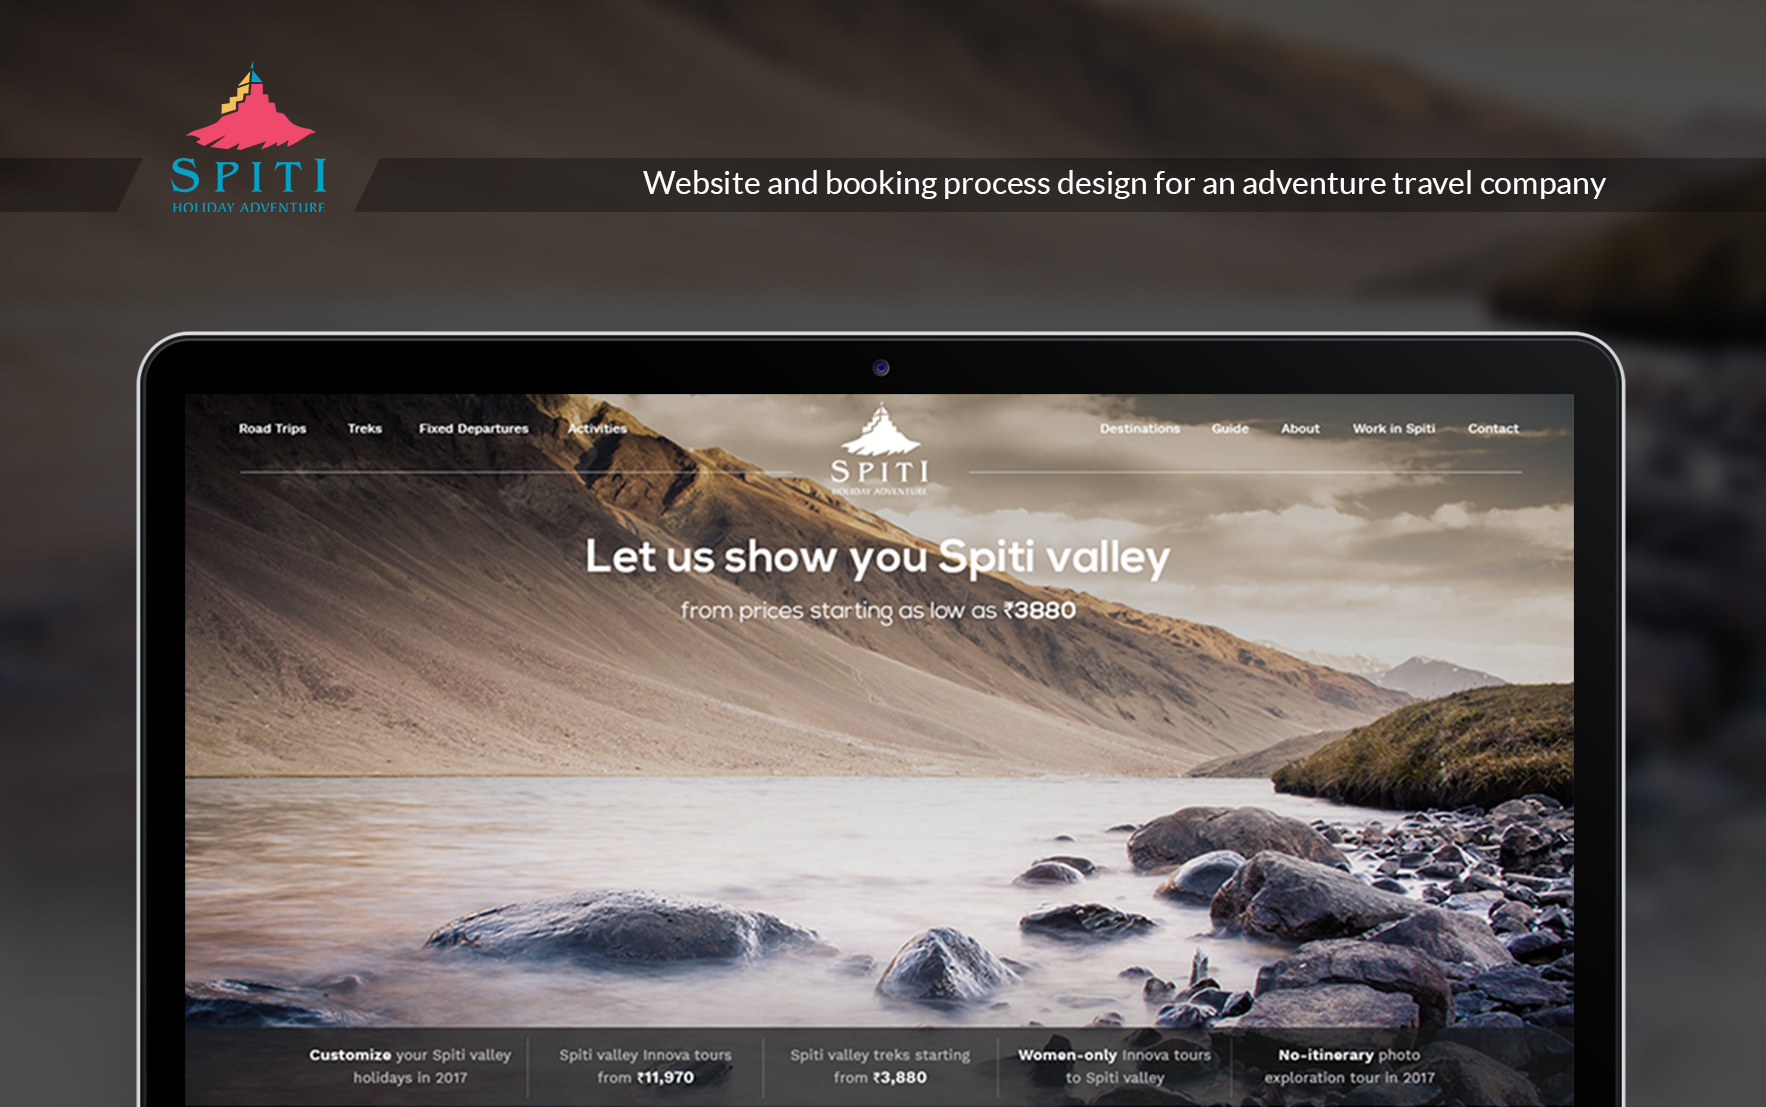 SPITI
HOLIDAY ADVENTURE
Website and booking process design for an adventure travel company
Road Trips Treks Fixed Departures Activities
SPITI
HOLIDAY ADVENTURE
Destinations Guide About Work in Spiti Contact
Let us show you Spiti valley
from prices starting as low as ₹3880
Customize your Spiti valley
holidays in 2017
Spiti valley Innova tours
from ₹11,970
Spiti valley treks starting
from ₹3,880
Women-only Innova tours
to Spiti valley
No-itinerary photo
exploration tour in 2017